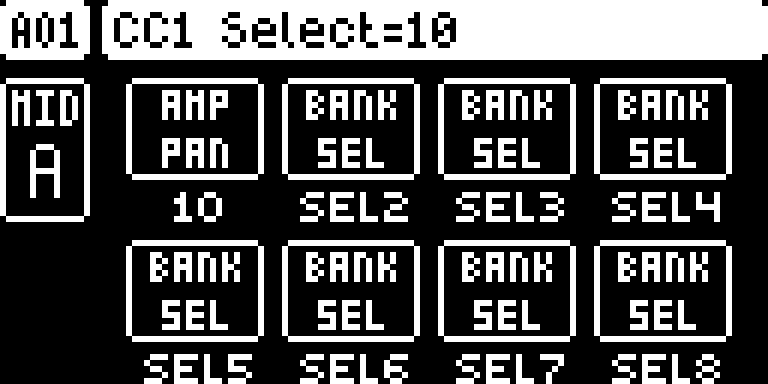 A01 CC1 Select=10
MID AMP BANK BANK BANK
A PAN SEL SEL SEL
10 SEL2 SEL3 SEL4
BANK BANK BANK BANK
SEL SEL SEL SEL
SEL5 SEL6 SEL7 SEL8